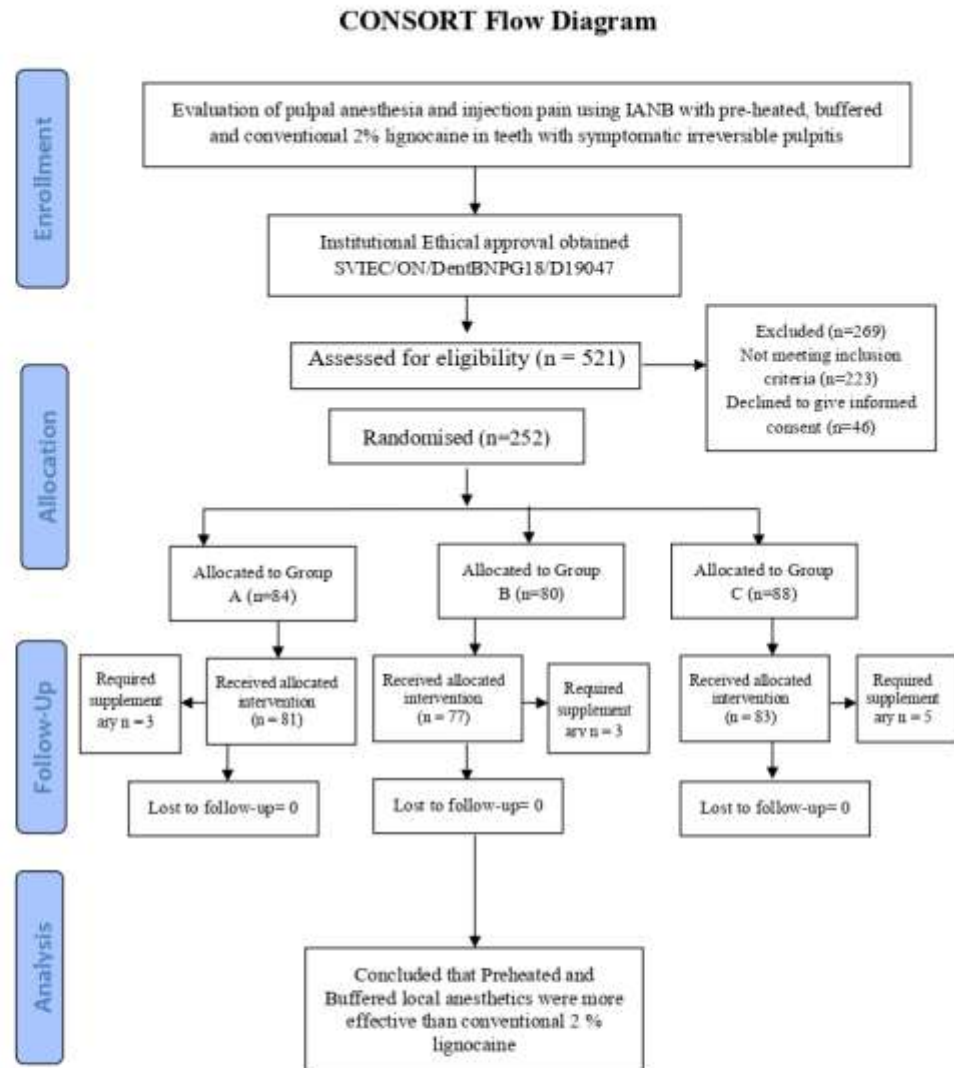 CONSORT Flow Diagram
Enrollment
Evaluation of pulpal anesthesia and injection pain using IANB with pre-heated, buffered
and conventional 2% lignocaine in teeth with symptomatic irreversible pulpitis
Institutional Ethical approval obtained
SVIEC/ON/DentBNPG18/D19047
Assessed for eligibility (n = 521)
Excluded (n=269)
Not meeting inclusion
criteria (n=223)
Declined to give informed
consent (n=46)
Allocation
Randomised (n=252)
Allocated to Group
A (n=84)
Allocated to Group
B (n=80)
Allocated to Group
C (n=88)
Follow-Up
Required
supplement
ary n = 3
Received allocated
intervention
(n = 81)
Received allocated
intervention
(n = 77)
Required
supplement
ary n = 3
Received allocated
intervention
(n = 83)
Required
supplement
ary n = 5
Lost to follow-up= 0
Lost to follow-up= 0
Lost to follow-up= 0
Analysis
Concluded that Preheated and
Buffered local anesthetics were more
effective than conventional 2 %
lignocaine